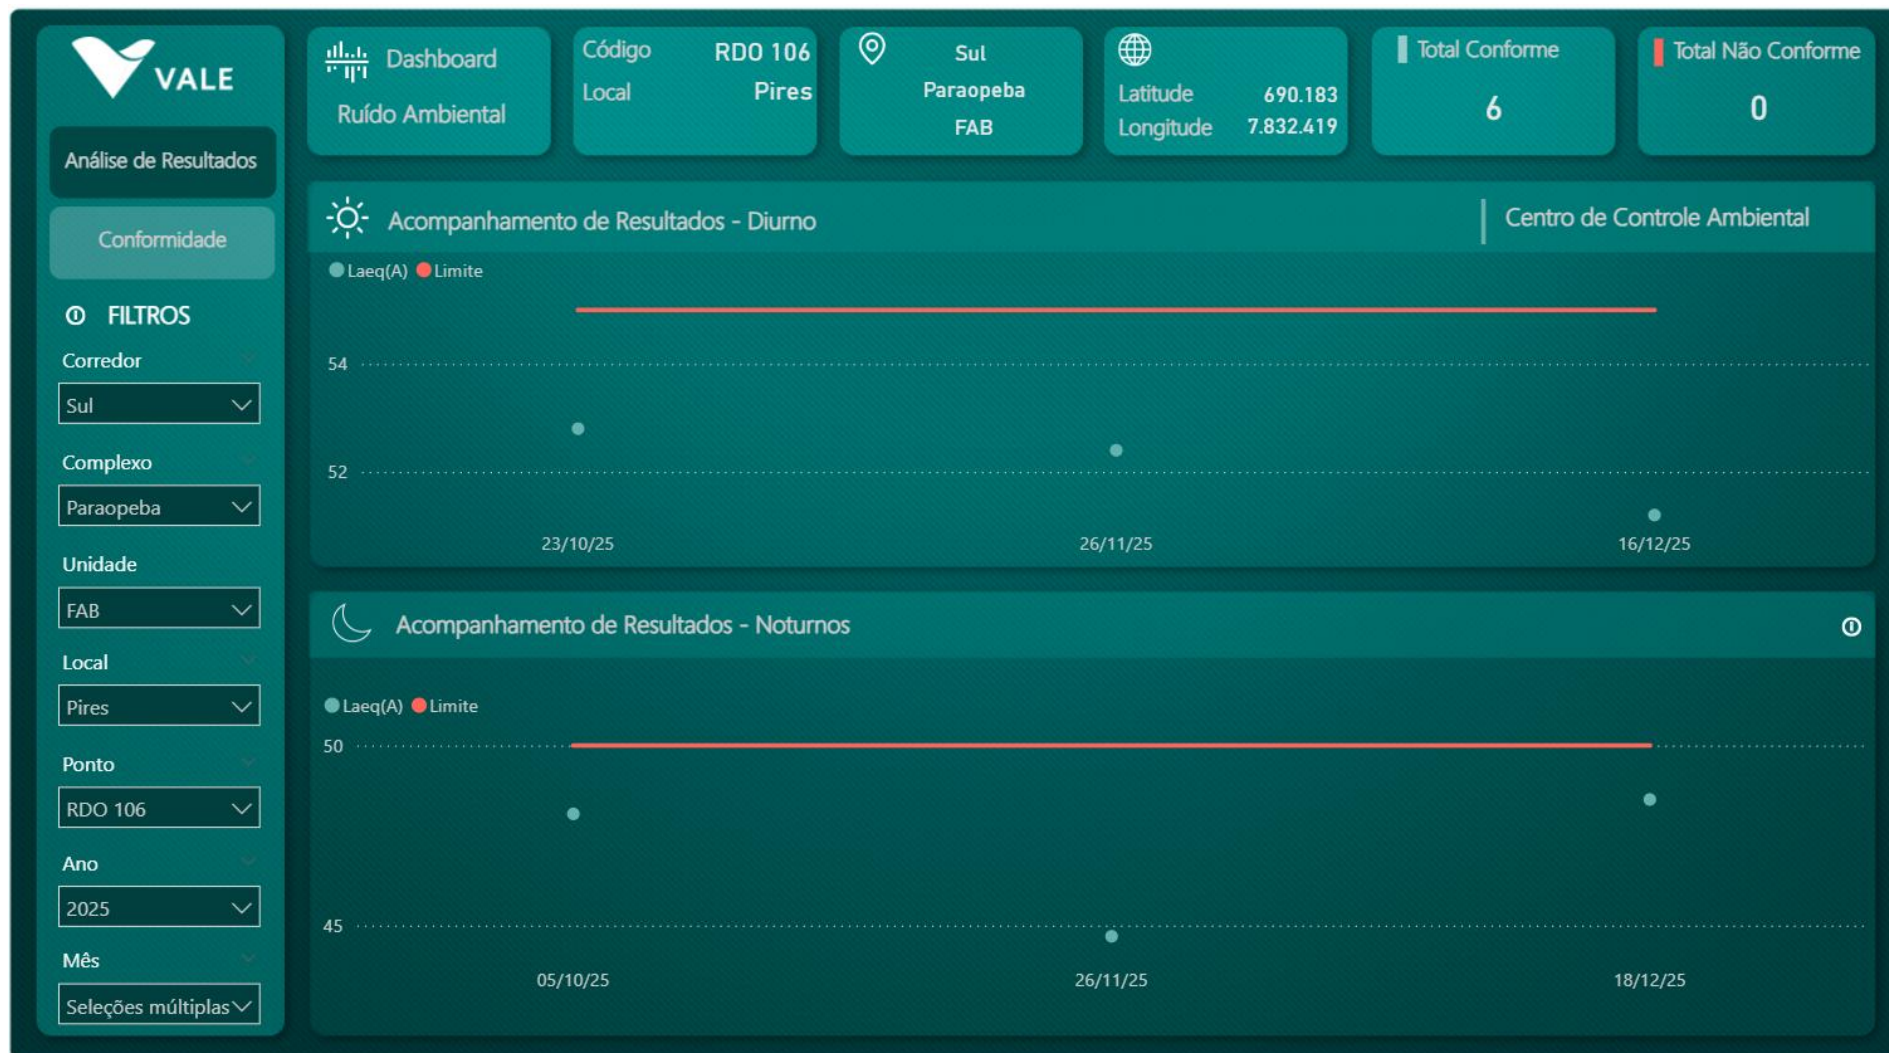 VALE
Análise de Resultados
Conformidade
FILTROS
Corredor
Sul
Complexo
Paraopeba
Unidade
FAB
Local
Pires
Ponto
RDO 106
Ano
2025
Mês
Seleções múltiplas
Dashboard
Ruído Ambiental
Código RDO 106
Local Pires
Sul
Paraopeba
FAB
Latitude 690.183
Longitude 7.832.419
Total Conforme
6
Total Não Conforme
0
Acompanhamento de Resultados - Diurno
Centro de Controle Ambiental
Laeq(A) Limite
54
52
23/10/25 26/11/25 16/12/25
Acompanhamento de Resultados - Noturnos
Laeq(A) Limite
50
45
05/10/25 26/11/25 18/12/25